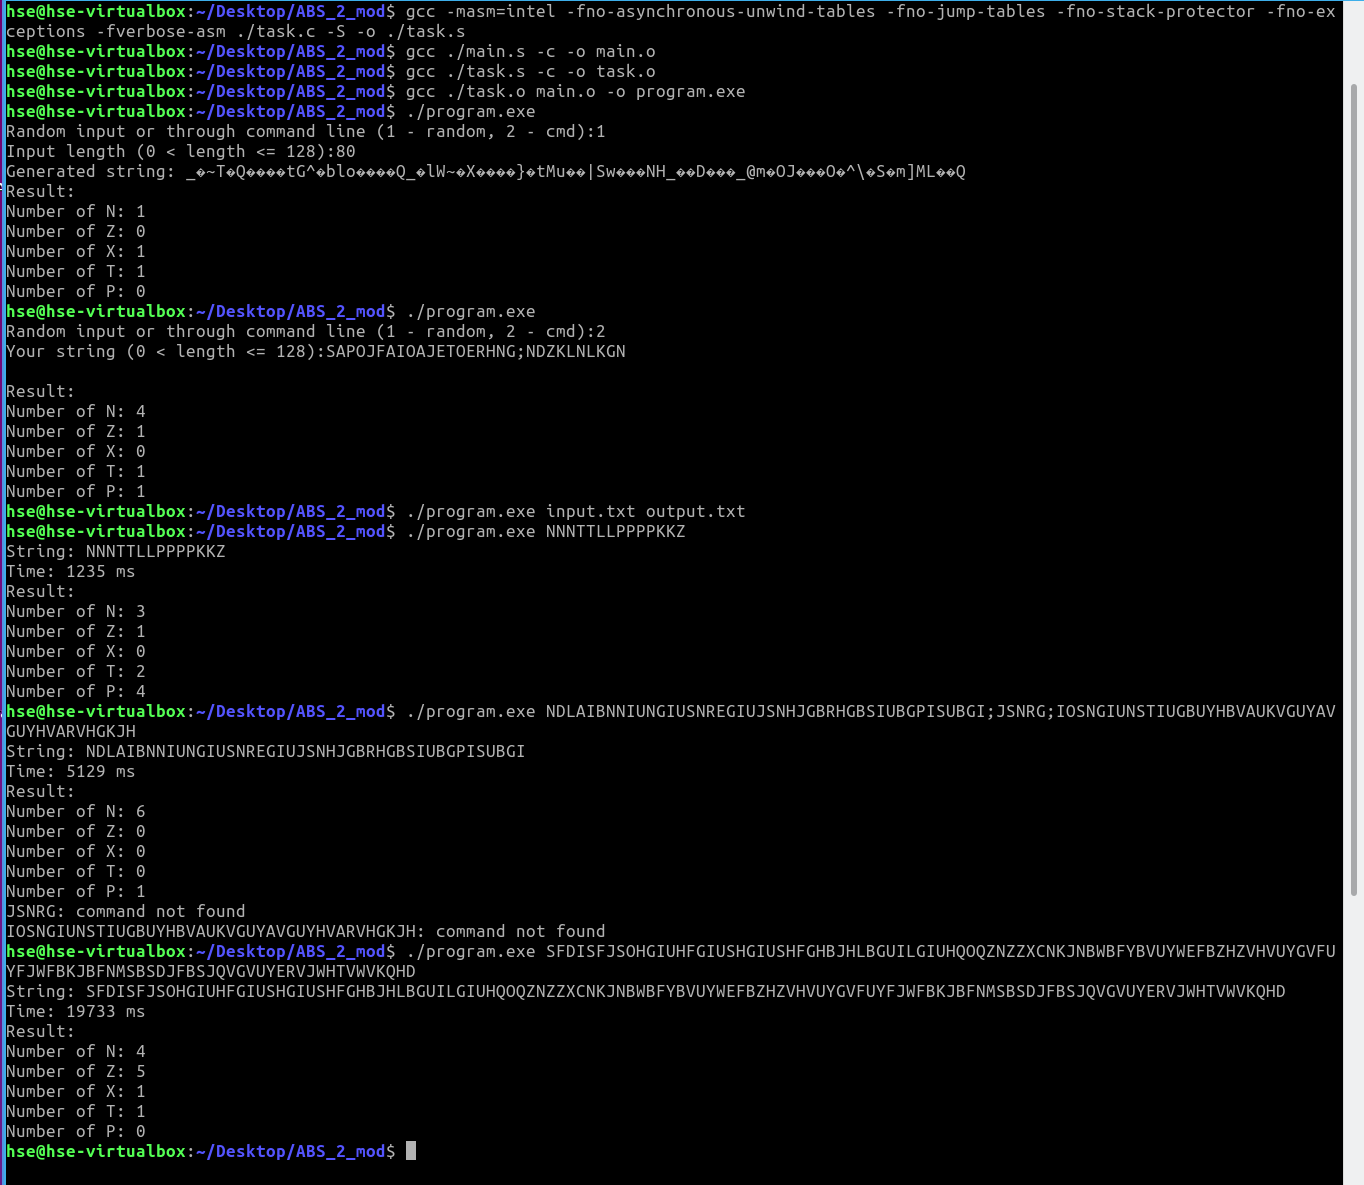 hse@hse-virtualbox:~/Desktop/ABS_2_mod$ gcc -masm=intel -fno-asynchronous-unwind-tables -fno-jump-tables -fno-stack-protector -fno-ex
ceptions -fverbose-asm ./task.c -S -o ./task.s
hse@hse-virtualbox:~/Desktop/ABS_2_mod$ gcc ./main.s -c -o main.o
hse@hse-virtualbox:~/Desktop/ABS_2_mod$ gcc ./task.s -c -o task.o
hse@hse-virtualbox:~/Desktop/ABS_2_mod$ gcc ./task.o main.o -o program.exe
hse@hse-virtualbox:~/Desktop/ABS_2_mod$ ./program.exe
Random input or through command line (1 - random, 2 - cmd):1
Input length (0 < length <= 128):80
Generated string: _�~T�Q����tG^�blo����Q_�lW~�X����}�tMu��|Sw���NH_��D���_@m�OJ���O�^\�S�m]ML��Q
Result:
Number of N: 1
Number of Z: 0
Number of X: 1
Number of T: 1
Number of P: 0
hse@hse-virtualbox:~/Desktop/ABS_2_mod$ ./program.exe
Random input or through command line (1 - random, 2 - cmd):2
Your string (0 < length <= 128):SAPOJFAIOAJETOERHNG;NDZKLNLKGN
Result:
Number of N: 4
Number of Z: 1
Number of X: 0
Number of T: 1
Number of P: 1
hse@hse-virtualbox:~/Desktop/ABS_2_mod$ ./program.exe input.txt output.txt
hse@hse-virtualbox:~/Desktop/ABS_2_mod$ ./program.exe NNNTTLLPPPPKKZ
String: NNNTTLLPPPPKKZ
Time: 1235 ms
Result:
Number of N: 3
Number of Z: 1
Number of X: 0
Number of T: 2
Number of P: 4
hse@hse-virtualbox:~/Desktop/ABS_2_mod$ ./program.exe NDLAIBNNIUNGIUSNREGIUJSNHJGBRHGBSIUBGPISUBGI;JSNRG;IOSNGIUNSTIUGBUYHBVAUKVGUYAV
GUYHVARVHGKJH
String: NDLAIBNNIUNGIUSNREGIUJSNHJGBRHGBSIUBGPISUBGI
Time: 5129 ms
Result:
Number of N: 6
Number of Z: 0
Number of X: 0
Number of T: 0
Number of P: 1
JSNRG: command not found
IOSNGIUNSTIUGBUYHBVAUKVGUYAVGUYHVARVHGKJH: command not found
hse@hse-virtualbox:~/Desktop/ABS_2_mod$ ./program.exe SFDISFJSOHGIUHFGIUSHGIUSHFGHBJHLBGUILGIUHQOQZNZZXCNKJNBWBFYBVUYWEFBZHZVHVUYGVFU
YFJWFBKJBFNMSBSDJFBSJQVGVUYERVJWHTVWVKQHD
String: SFDISFJSOHGIUHFGIUSHGIUSHFGHBJHLBGUILGIUHQOQZNZZXCNKJNBWBFYBVUYWEFBZHZVHVUYGVFUYFJWFBKJBFNMSBSDJFBSJQVGVUYERVJWHTVWVKQHD
Time: 19733 ms
Result:
Number of N: 4
Number of Z: 5
Number of X: 1
Number of T: 1
Number of P: 0
hse@hse-virtualbox:~/Desktop/ABS_2_mod$